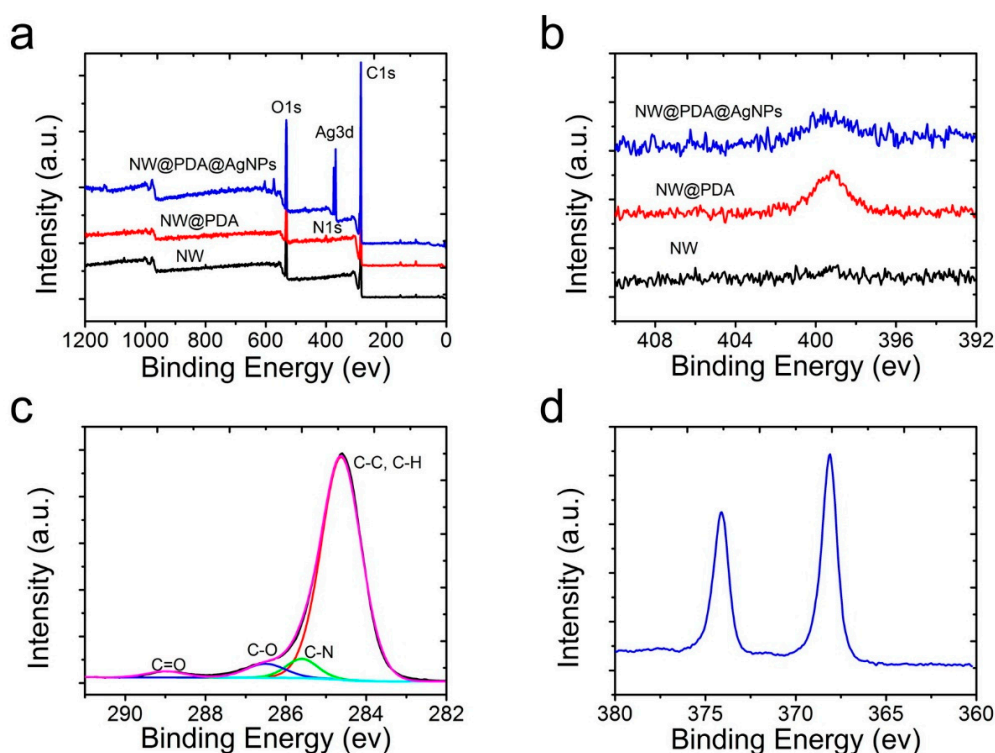 a
C1s
O1s
Ag3d
NW@PDA@AgNPs
NW@PDA
N1s
NW
Intensity (a.u.)
1200 1000 800 600 400 200 0
Binding Energy (ev)
b
NW@PDA@AgNPs
NW@PDA
NW
Intensity (a.u.)
408 404 400 396 392
Binding Energy (ev)
c
C-C, C-H
C=O
C-O
C-N
Intensity (a.u.)
290 288 286 284 282
Binding Energy (ev)
d
Intensity (a.u.)
380 375 370 365 360
Binding Energy (ev)